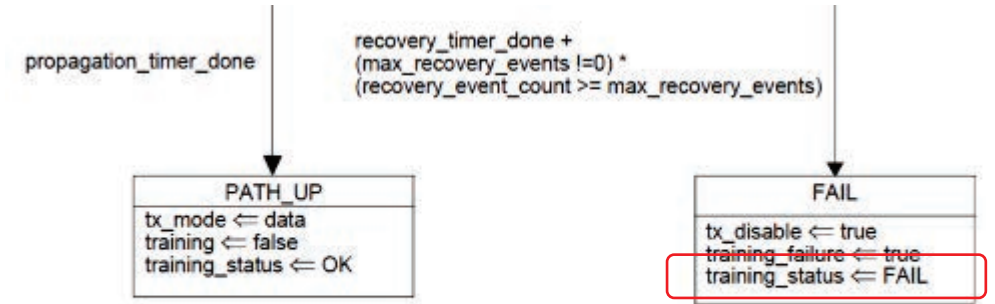 propagation_timer_done
recovery_timer_done +
(max_recovery_events !=0) *
(recovery_event_count >= max_recovery_events)
PATH_UP
tx_mode ⇐ data
training ⇐ false
training_status ⇐ OK
FAIL
tx_disable ⇐ true
training_failure ⇐ true
training_status ⇐ FAIL